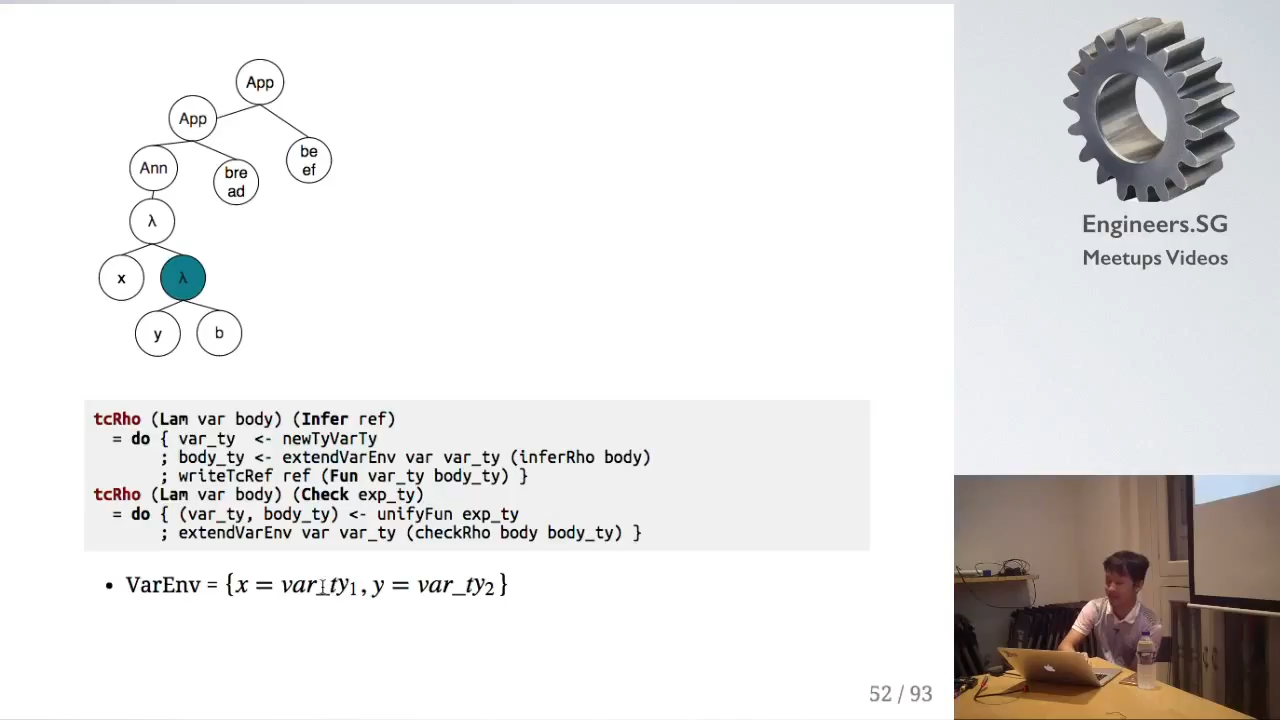 App
App
Ann
bre
ad
be
ef
λ
x
λ
y
b
tcRho (Lam var body) (Infer ref)
= do { var_ty <- newTyVarTy
; body_ty <- extendVarEnv var var_ty (inferRho body)
; writeTcRef ref (Fun var_ty body_ty) }
tcRho (Lam var body) (Check exp_ty)
= do { (var_ty, body_ty) <- unifyFun exp_ty
; extendVarEnv var var_ty (checkRho body body_ty) }
• VarEnv = {x = var_ty₁, y = var_ty₂}
52 / 93
Engineers.SG
Meetups Videos